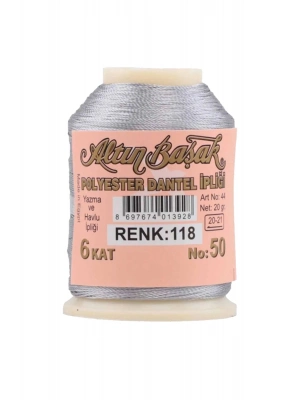 Altın Başak
POLYESTER DANTEL İPLİĞİ
Yazma
ve
Havlu
İpliği
8 697674 013928
Art No: 44
Net: 20 gr.
20-21
RENK:118
6 KAT
No: 50